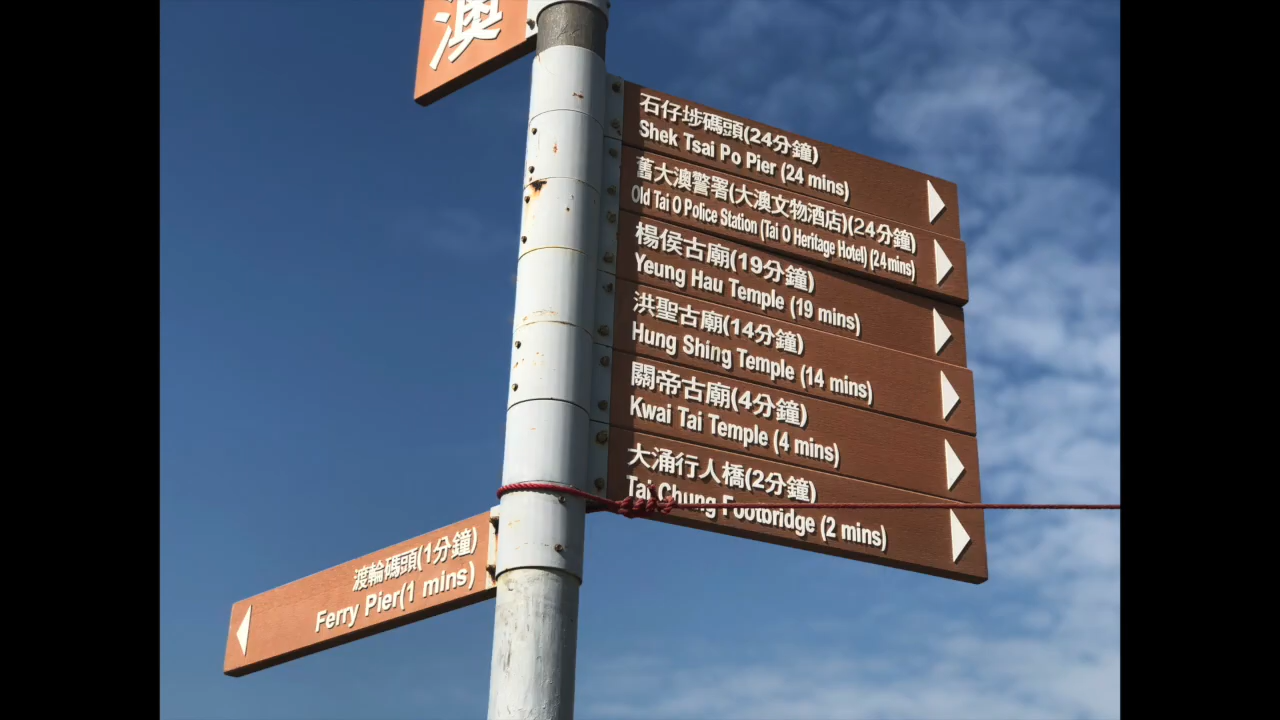 澳
石仔埗碼頭(24分鐘)
Shek Tsai Po Pier (24 mins)
舊大澳警署(大澳文物酒店)(24分鐘)
Old Tai O Police Station (Tai O Heritage Hotel) (24 mins)
楊侯古廟(19分鐘)
Yeung Hau Temple (19 mins)
洪聖古廟(14分鐘)
Hung Shing Temple (14 mins)
關帝古廟(4分鐘)
Kwai Tai Temple (4 mins)
大涌行人橋(2分鐘)
Tai Chung Footbridge (2 mins)
渡輪碼頭(1分鐘)
Ferry Pier(1 mins)